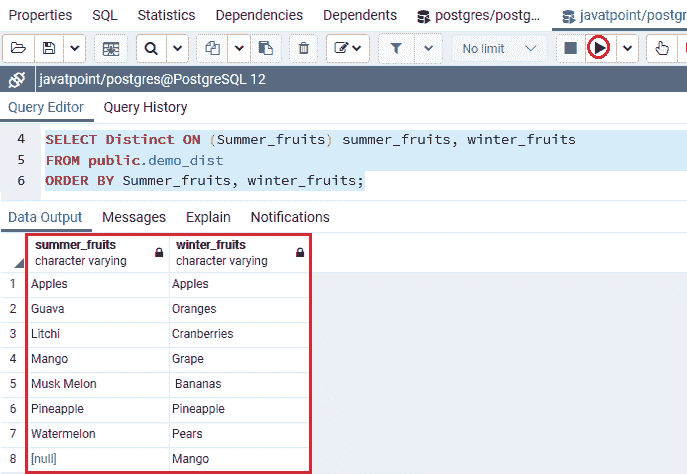 Properties SQL Statistics Dependencies Dependents postgres/postg... javatpoint/postgr
No limit
javatpoint/postgres@PostgreSQL 12
Query Editor Query History
4 SELECT Distinct ON (Summer_fruits) summer_fruits, winter_fruits
5 FROM public.demo_dist
6 ORDER BY Summer_fruits, winter_fruits;
Data Output Messages Explain Notifications
summer_fruits winter_fruits
character varying character varying
1 Apples Apples
2 Guava Oranges
3 Litchi Cranberries
4 Mango Grape
5 Musk Melon Bananas
6 Pineapple Pineapple
7 Watermelon Pears
8 [null] Mango